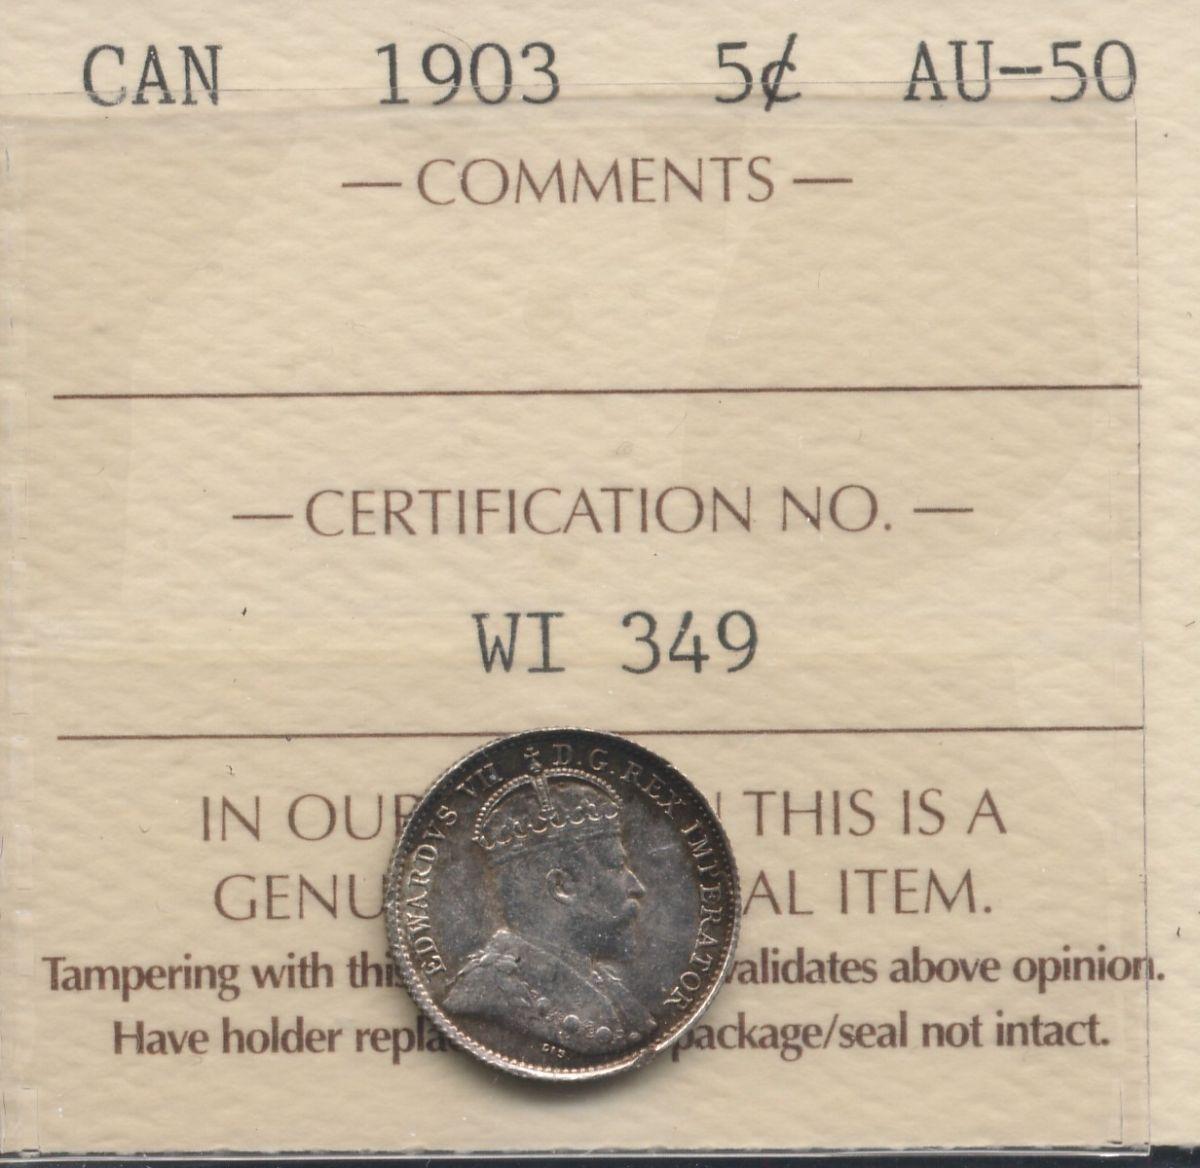 CAN 1903 5¢ AU-50
— COMMENTS —
— CERTIFICATION NO. —
WI 349
IN OUR THIS IS A
GENU AL ITEM.
Tampering with this validates above opinion.
Have holder repla package/seal not intact.
EDWARDVS VII D.G. REX IMPERATOR